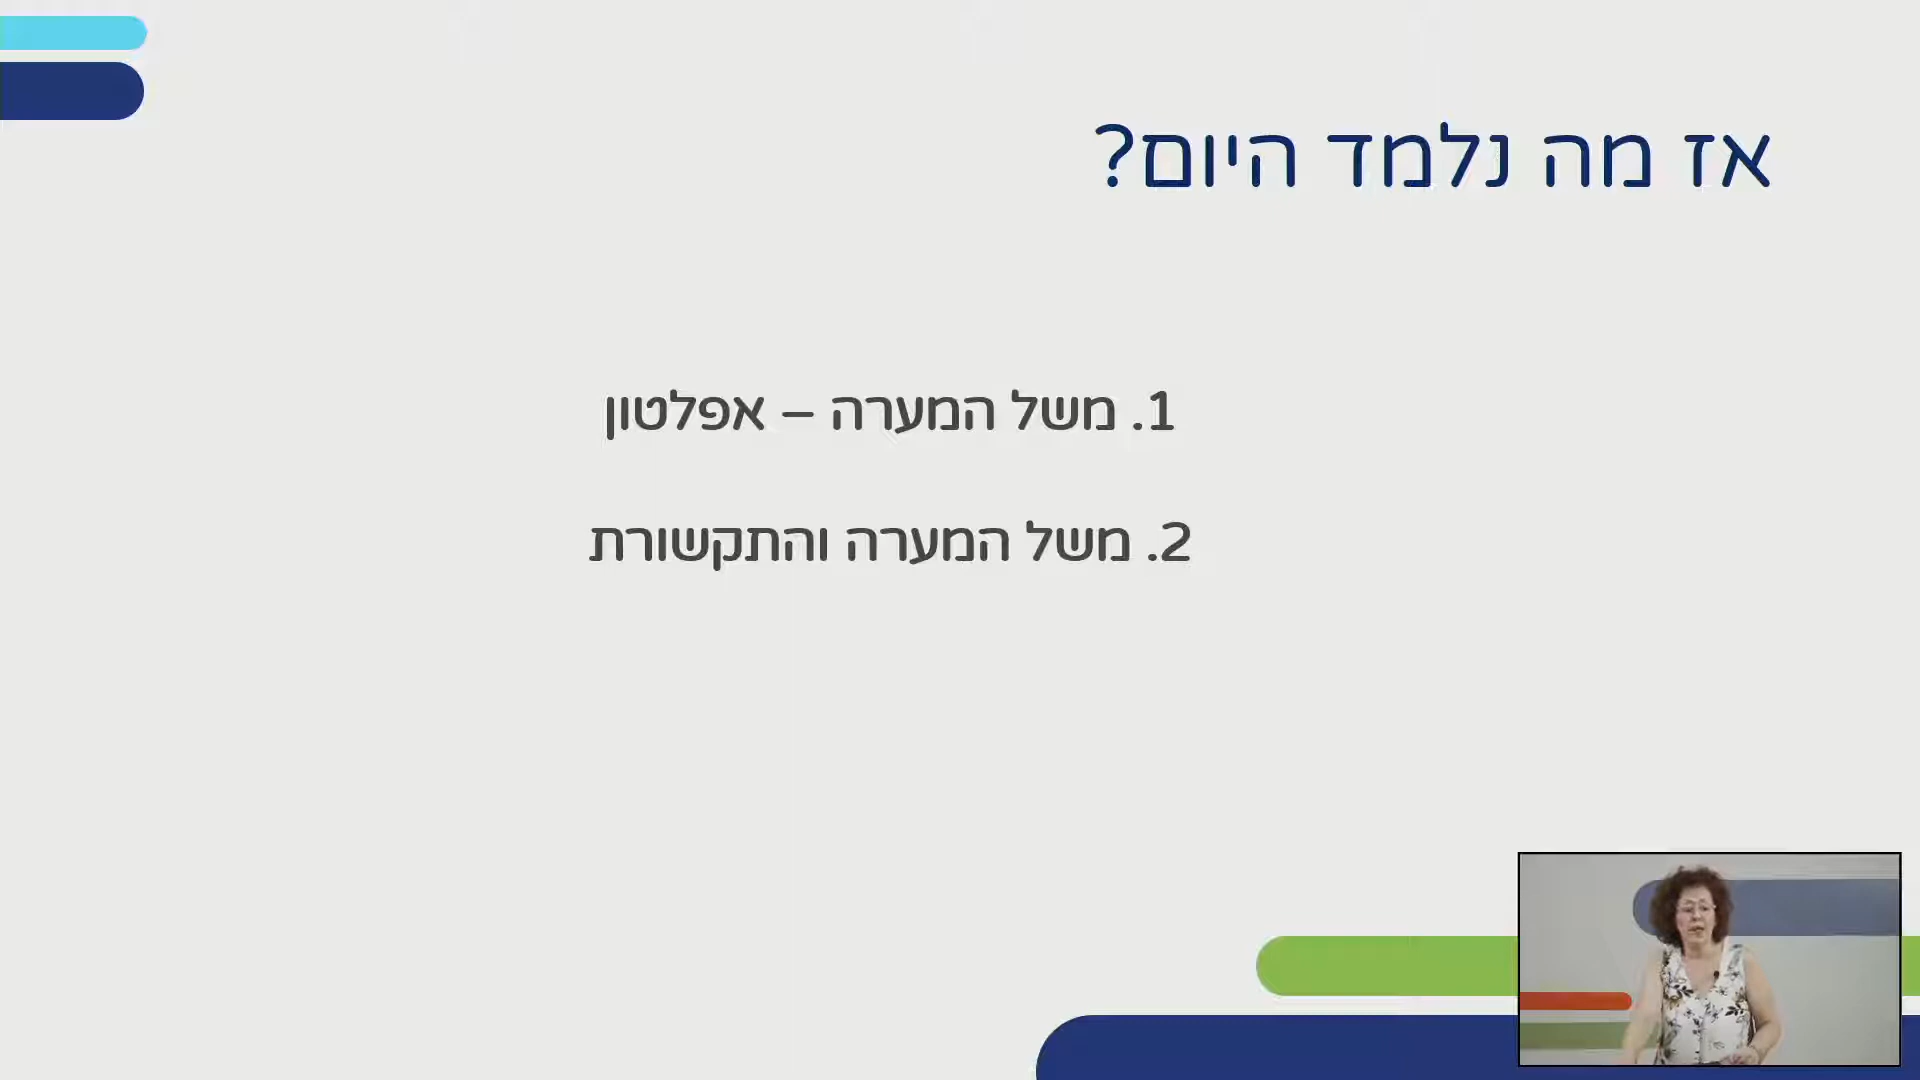 אז מה נלמד היום?
1. משל המערה – אפלטון
2. משל המערה והתקשורת